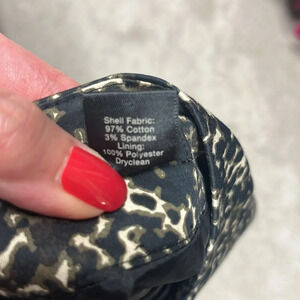 Shell Fabric:
97% Cotton
3% Spandex
Lining:
100% Polyester
Dryclean